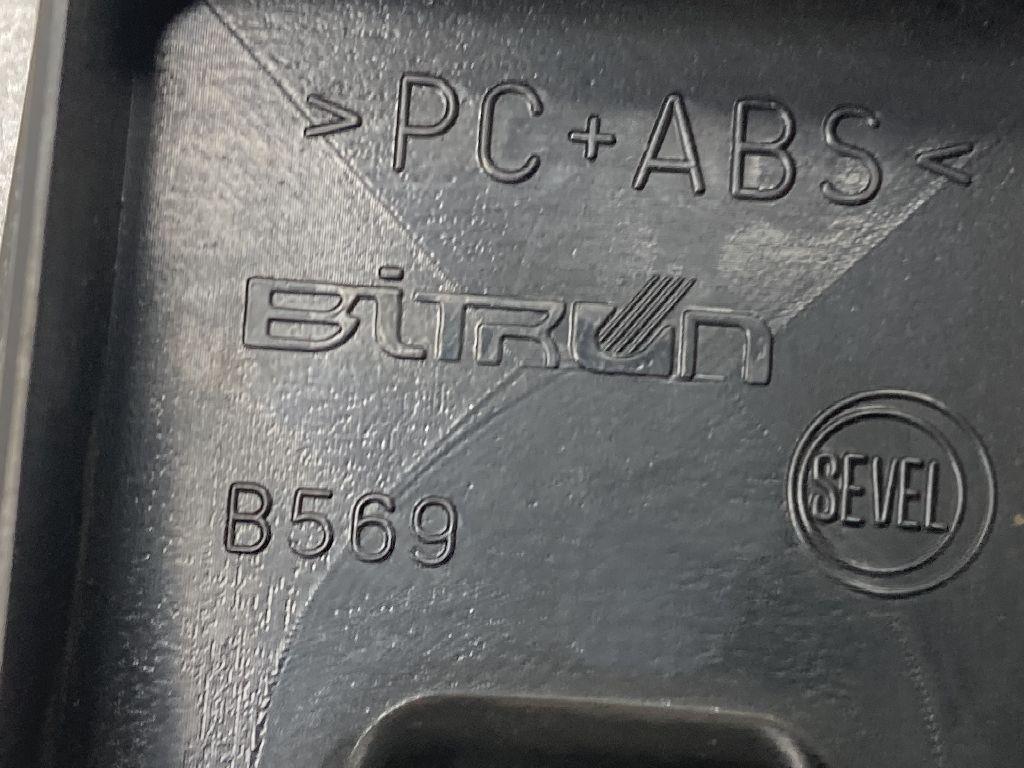 >PC+ABS<
BiTRON
SEVEL
B569